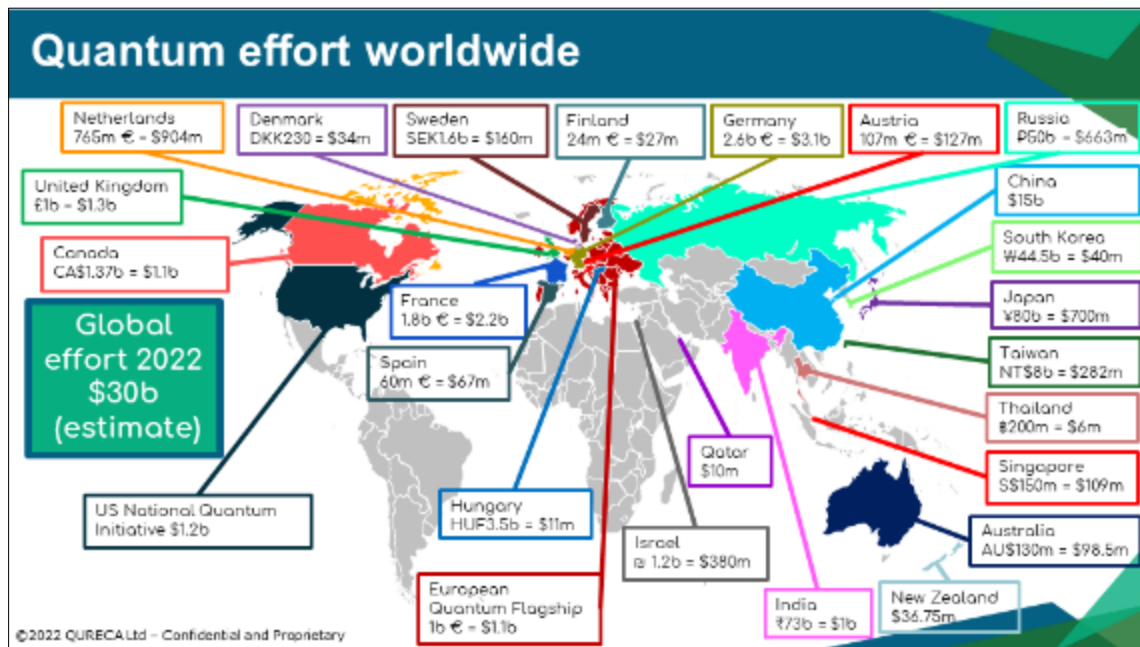 Quantum effort worldwide
Netherlands
765m € = $904m
Denmark
DKK230 = $34m
Sweden
SEK1.6b = $160m
Finland
24m € = $27m
Germany
2.6b € = $3.1b
Austria
107m € = $127m
Russia
₽50b = $663m
United Kingdom
£1b = $1.3b
China
$15b
Canada
CA$1.37b = $1.1b
South Korea
₩44.5b = $40m
France
1.8b € = $2.2b
Japan
¥80b = $700m
Global
effort 2022
$30b
(estimate)
Spain
60m € = $67m
Taiwan
NT$8b = $282m
Thailand
฿200m = $6m
Qatar
$10m
Singapore
S$150m = $109m
US National Quantum
Initiative $1.2b
Hungary
HUF3.5b = $11m
Israel
₪ 1.2b = $380m
Australia
AU$130m = $98.5m
European
Quantum Flagship
1b € = $1.1b
India
₹73b = $1b
New Zealand
$36.75m
©2022 QURECA Ltd – Confidential and Proprietary